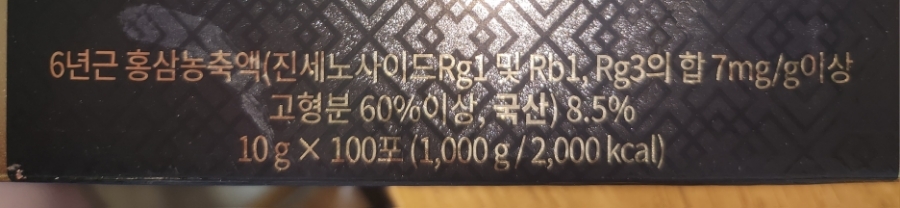 6년근 홍삼농축액(진세노사이드Rg1 및 Rb1, Rg3의 합 7mg/g이상
고형분 60%이상, 국산) 8.5%
10 g × 100포 (1,000 g / 2,000 kcal)